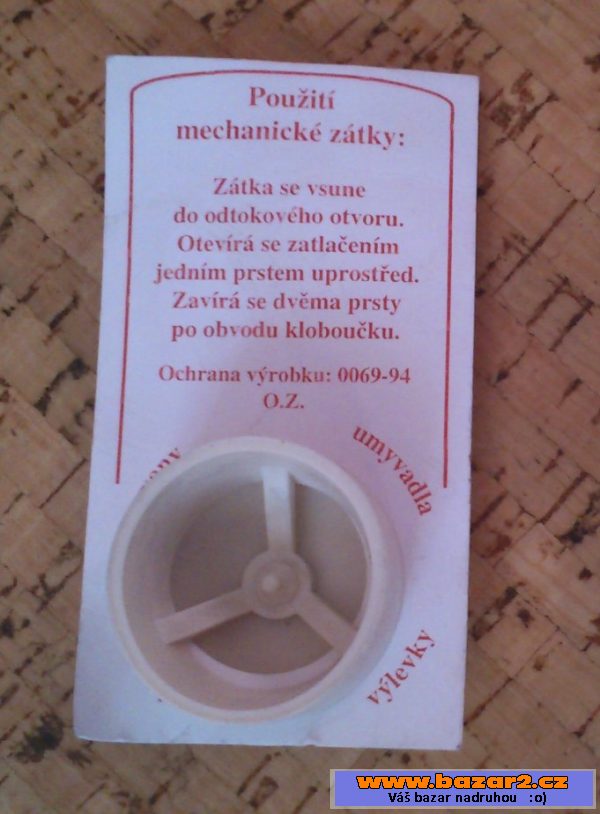 Použití
mechanické zátky:
Zátka se vsune
do odtokového otvoru.
Otevírá se zatlačením
jedním prstem uprostřed.
Zavírá se dvěma prsty
po obvodu kloboučku.
Ochrana výrobku: 0069-94
O.Z.
umyvadla
výlevky
www.bazar2.cz
Váš bazar nadruhou :o)